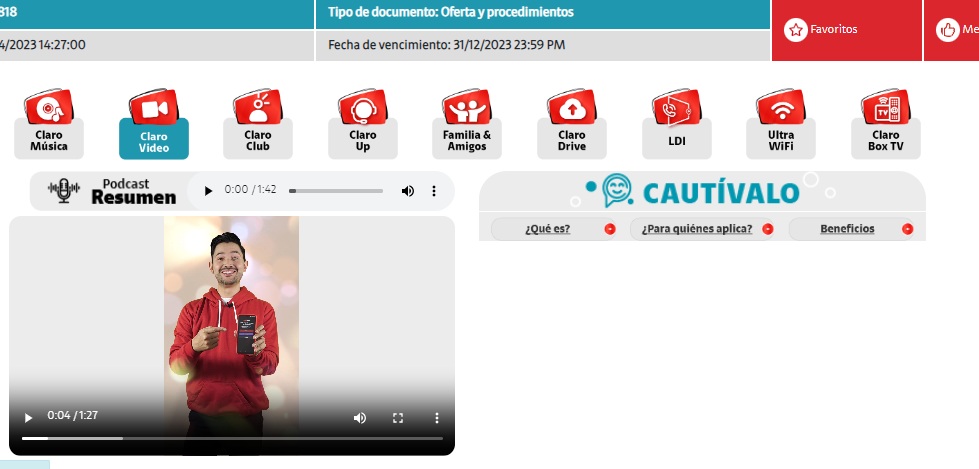 818
Tipo de documento: Oferta y procedimientos
4/2023 14:27:00
Fecha de vencimiento: 31/12/2023 23:59 PM
Favoritos
Me
Claro
Música
Claro
Video
Claro
Club
Claro
Up
Familia &
Amigos
Claro
Drive
LDI
Ultra
WiFi
TV
Claro
Box TV
Podcast
Resumen
0:00 / 1:42
CAUTÍVALO
¿Qué es?
¿Para quiénes aplica?
Beneficios
0:04 / 1:27